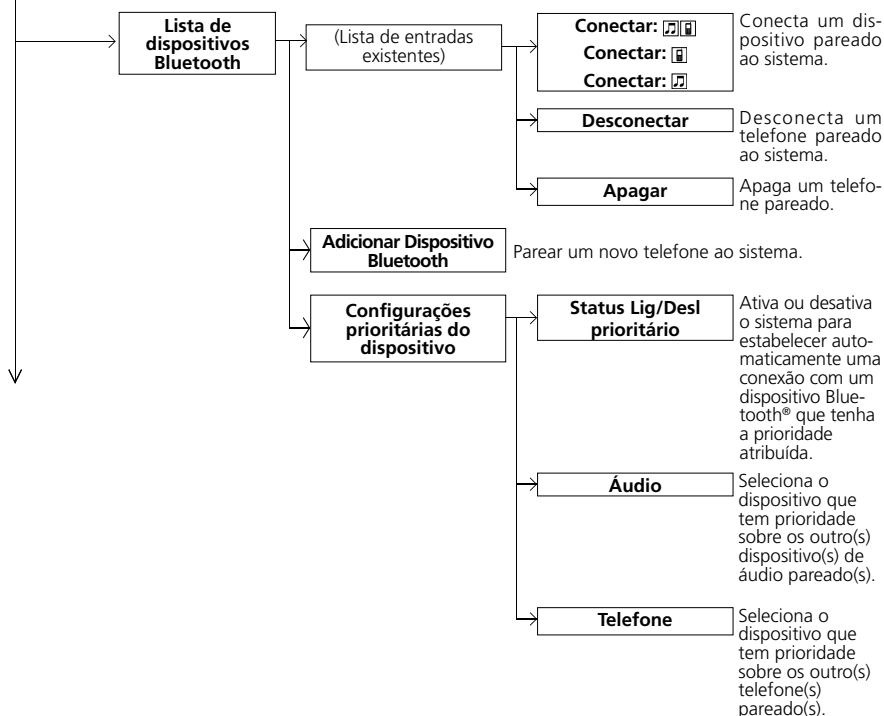 Lista de
dispositivos
Bluetooth
(Lista de entradas
existentes)
Conectar:
Conectar:
Conectar:
Conecta um dis-
positivo pareado
ao sistema.
Desconectar
Desconecta um
telefone pareado
ao sistema.
Apagar
Apaga um telefo-
ne pareado.
Adicionar Dispositivo
Bluetooth
Parear um novo telefone ao sistema.
Configurações
prioritárias do
dispositivo
Status Lig/Desl
prioritário
Ativa ou desativa
o sistema para
estabelecer auto-
maticamente uma
conexão com um
dispositivo Blue-
tooth® que tenha
a prioridade
atribuída.
Áudio
Seleciona o
dispositivo que
tem prioridade
sobre os outro(s)
dispositivo(s) de
áudio pareado(s).
Telefone
Seleciona o
dispositivo que
tem prioridade
sobre os outro(s)
telefone(s)
pareado(s).